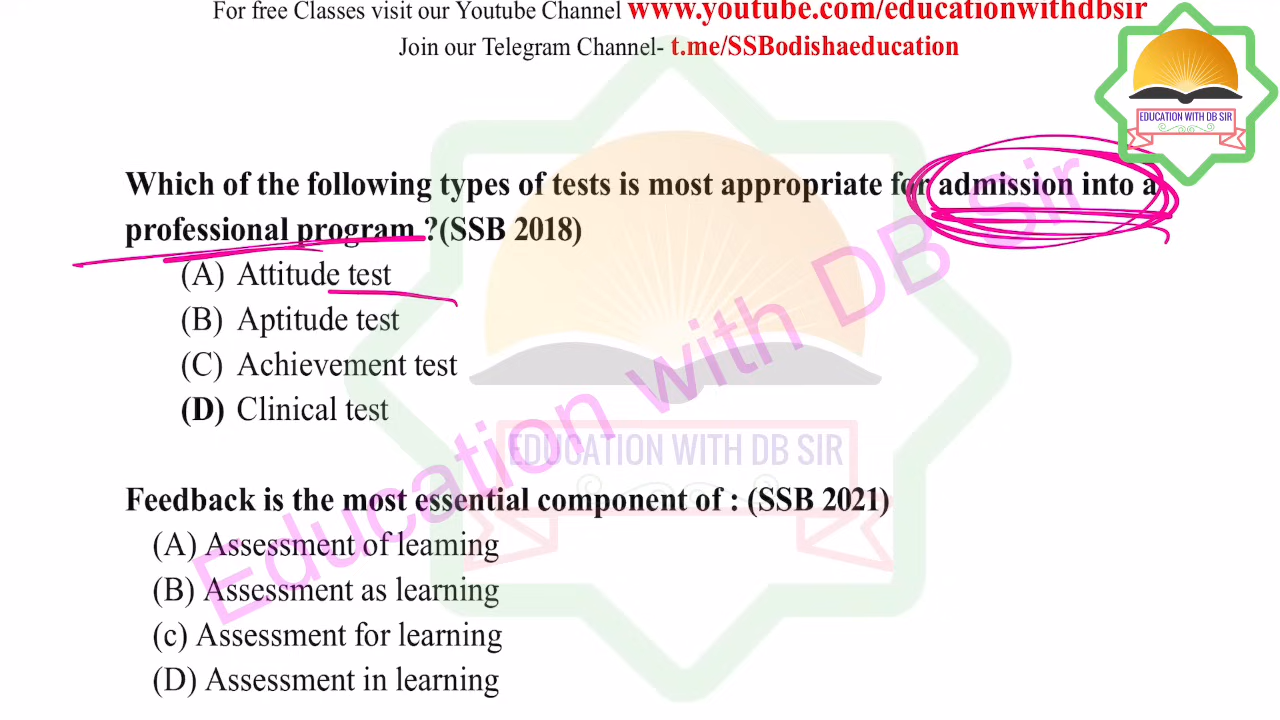 For free Classes visit our Youtube Channel www.youtube.com/educationwithdbsir
Join our Telegram Channel- t.me/SSBodishaeducation
EDUCATION WITH DB SIR
Which of the following types of tests is most appropriate for admission into a
professional program ?(SSB 2018)
(A) Attitude test
(B) Aptitude test
(C) Achievement test
(D) Clinical test
EDUCATION WITH DB SIR
Education with DB Sir
Feedback is the most essential component of : (SSB 2021)
(A) Assessment of leaming
(B) Assessment as learning
(c) Assessment for learning
(D) Assessment in learning